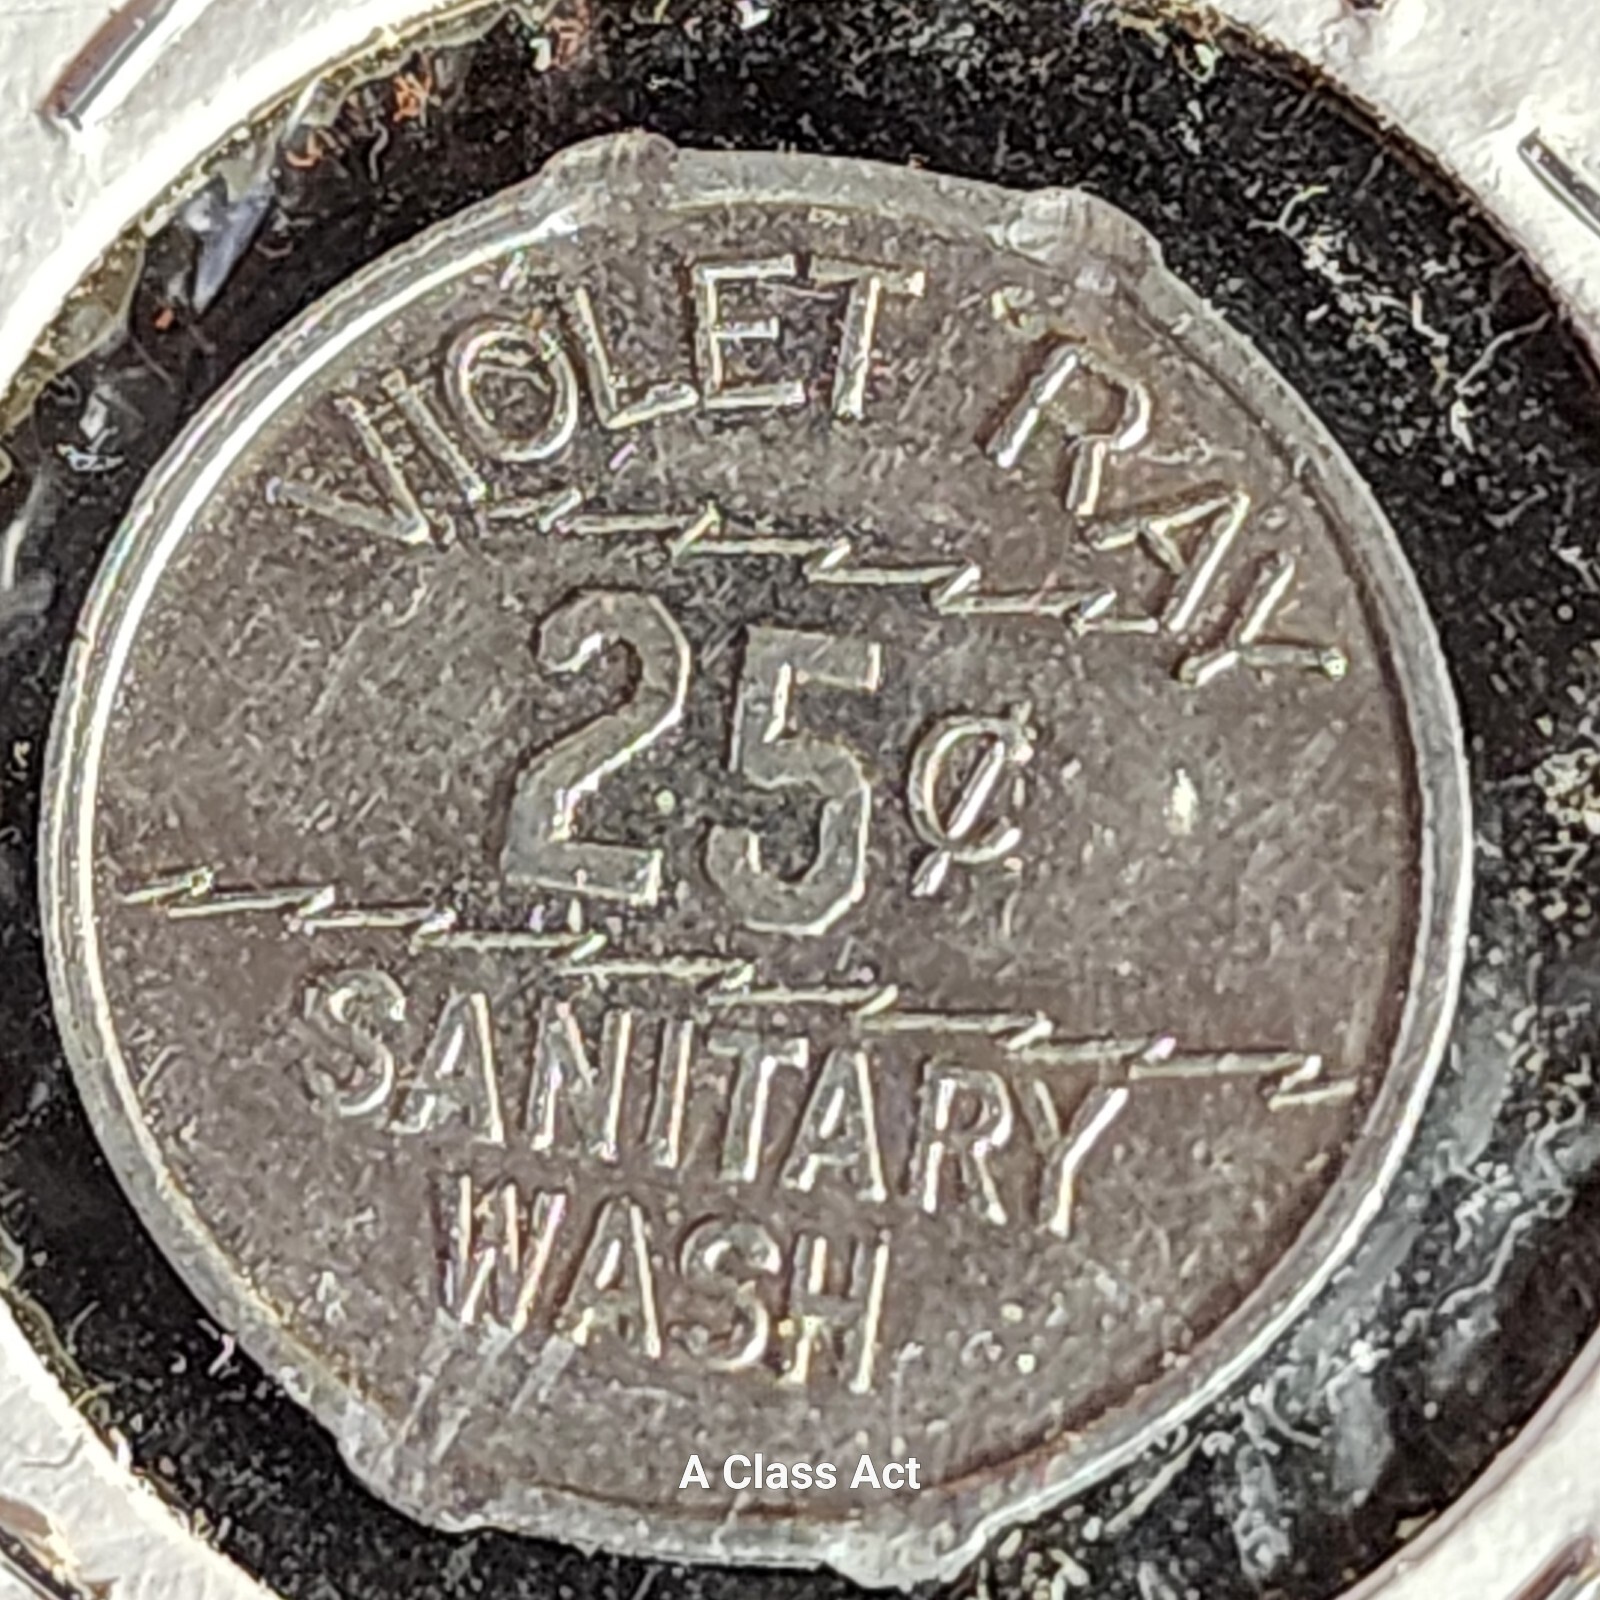 VIOLET RAY
25¢
SANITARY
WASH
A Class Act